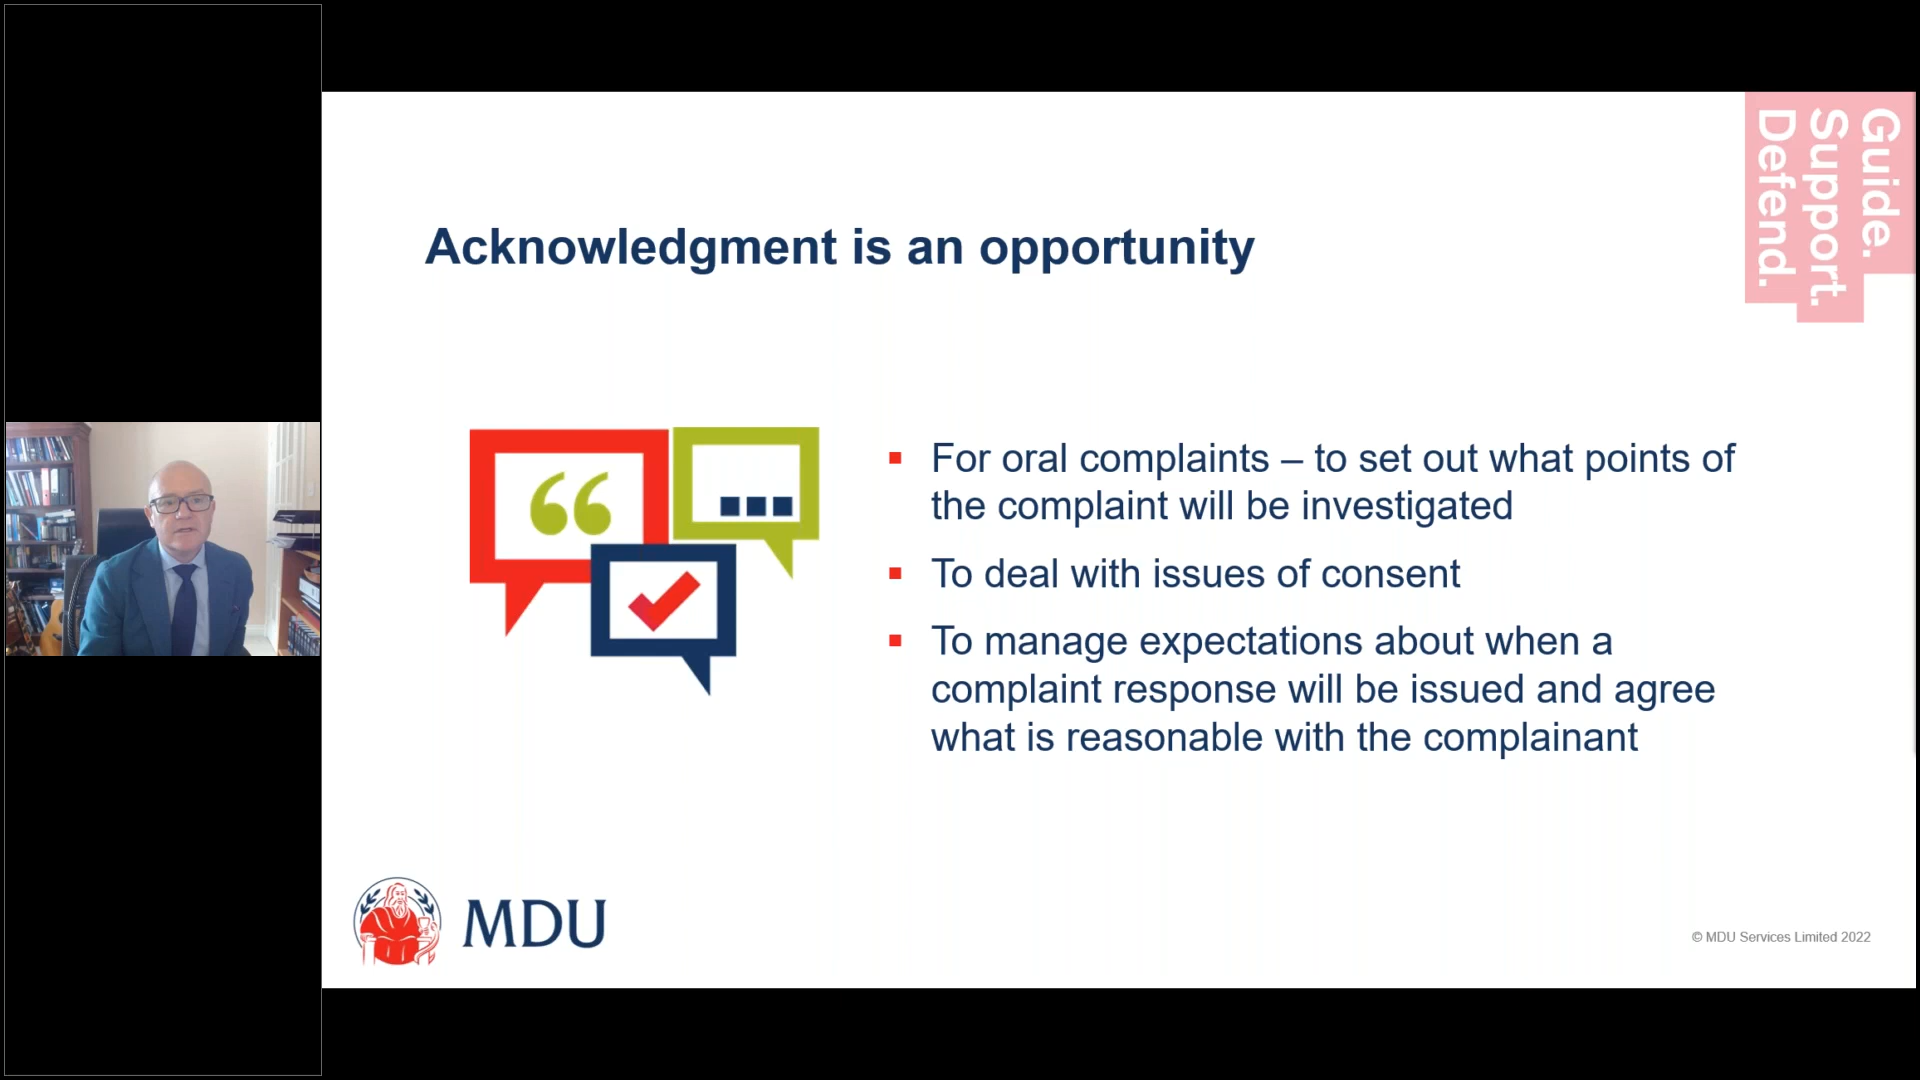 Guide.
Support.
Defend.
Acknowledgment is an opportunity
For oral complaints – to set out what points of
the complaint will be investigated
To deal with issues of consent
To manage expectations about when a
complaint response will be issued and agree
what is reasonable with the complainant
MDU
© MDU Services Limited 2022